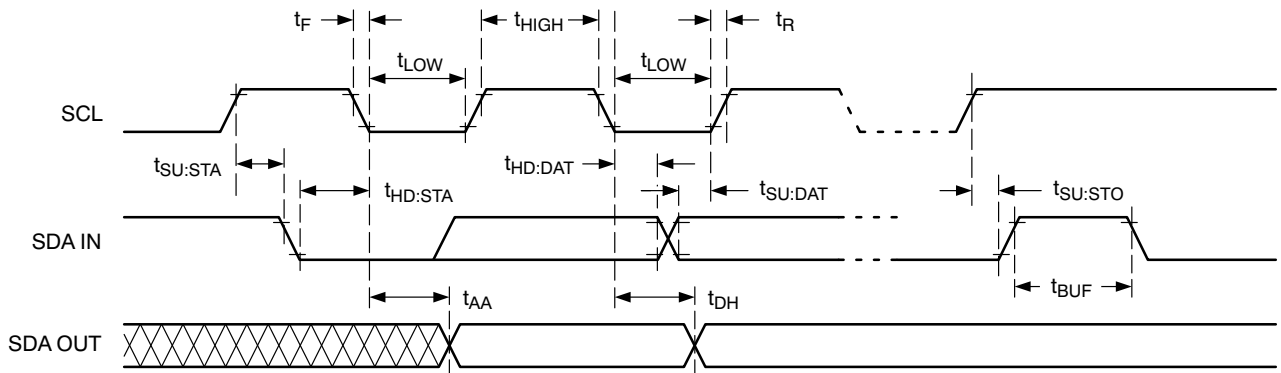 tF
tHIGH
tR
tLOW
tLOW
SCL
tSU:STA
tHD:STA
tHD:DAT
tSU:DAT
tSU:STO
SDA IN
tBUF
tAA
tDH
SDA OUT